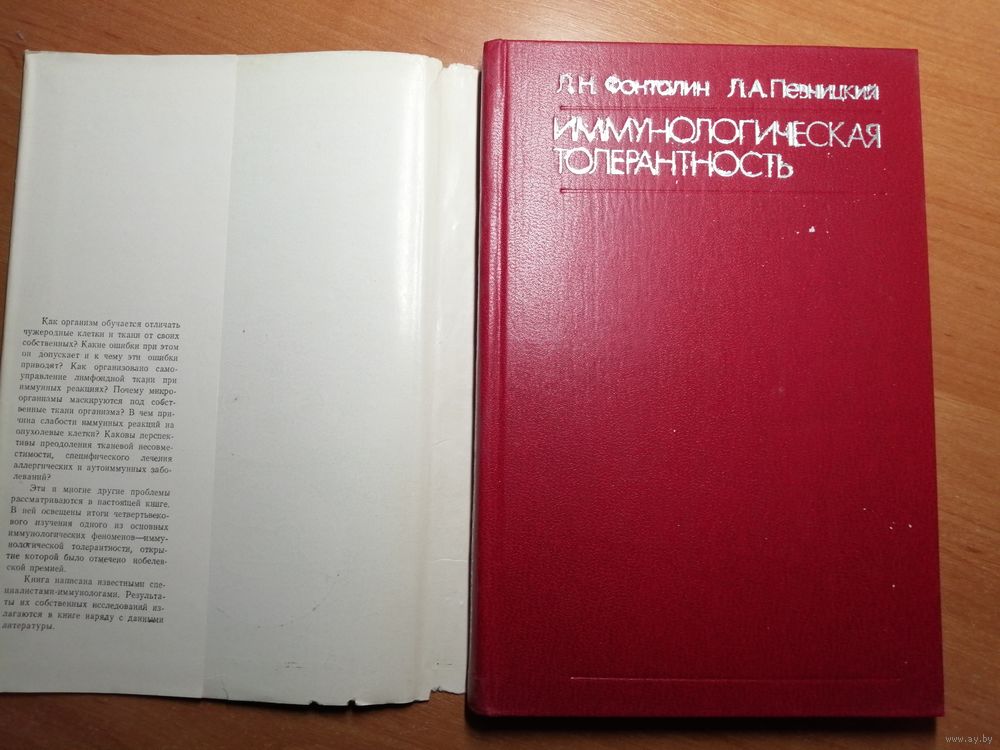 Как организм обучается отличать
чужеродные клетки и ткани от своих
собственных? Какие ошибки при этом
он допускает и к чему эти ошибки
приводят? Как организовано само-
управление лимфоидной ткани при
иммунных реакциях? Почему микро-
организмы маскируются под собст-
венные ткани организма? В чем при-
чина слабости иммунных реакций на
опухолевые клетки? Каковы перспек-
тивы преодоления тканевой несовме-
стимости, специфического лечения
аллергических и аутоиммунных забо-
леваний?
Эти и многие другие проблемы
рассматриваются в настоящей книге.
В ней освещены итоги четвертьвеко-
вого изучения одного из основных
иммунологических феноменов—имму-
нологической толерантности, откры-
тие которой было отмечено нобелев-
ской премией.
Книга написана известными спе-
циалистами-иммунологами. Результа-
ты их собственных исследований из-
лагаются в книге наряду с данными
литературы.
Л.Н. Фонталин Л.А. Певницкий
ИММУНОЛОГИЧЕСКАЯ
ТОЛЕРАНТНОСТЬ
www.ay.by